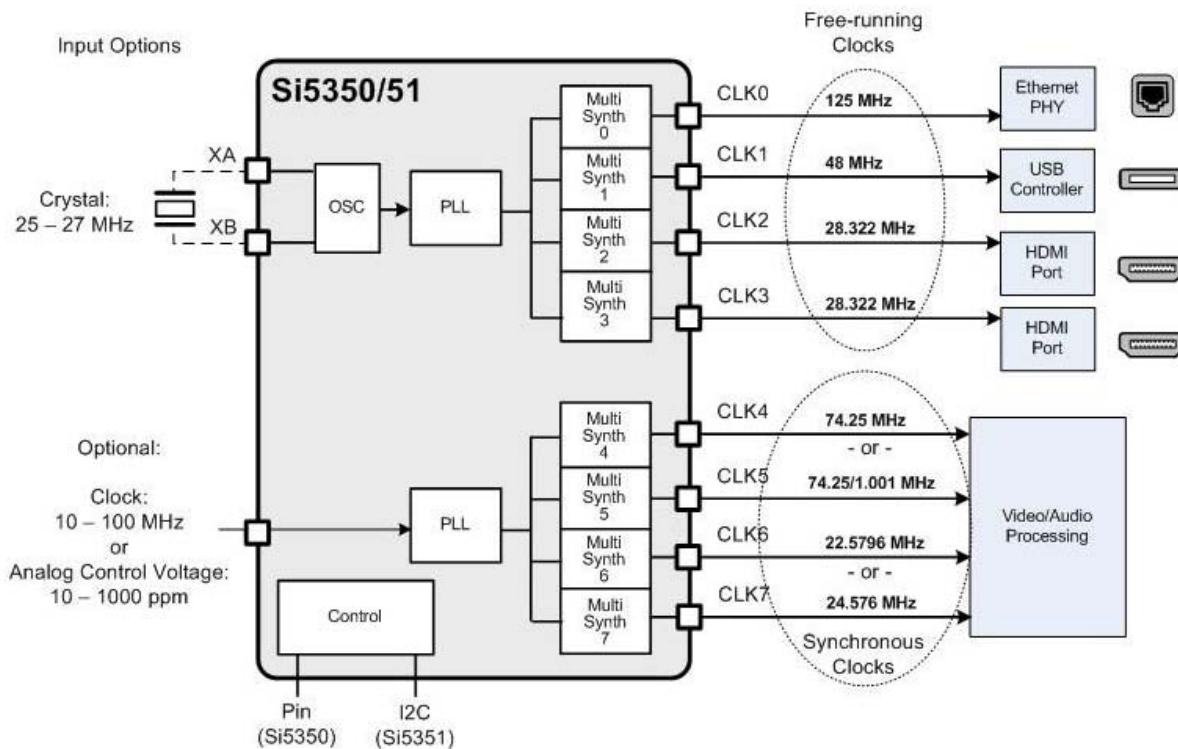 Input Options
Free-running
Clocks
Si5350/51
XA
Crystal:
25 – 27 MHz
XB
OSC
PLL
Multi
Synth
0
Multi
Synth
1
Multi
Synth
2
Multi
Synth
3
CLK0
125 MHz
Ethernet
PHY
CLK1
48 MHz
USB
Controller
CLK2
28.322 MHz
HDMI
Port
CLK3
28.322 MHz
HDMI
Port
Optional:
Clock:
10 – 100 MHz
or
Analog Control Voltage:
10 – 1000 ppm
PLL
Multi
Synth
4
Multi
Synth
5
Multi
Synth
6
Multi
Synth
7
CLK4
74.25 MHz
- or -
CLK5
74.25/1.001 MHz
CLK6
22.5796 MHz
- or -
CLK7
24.576 MHz
Video/Audio
Processing
Synchronous
Clocks
Control
Pin
(Si5350)
I2C
(Si5351)